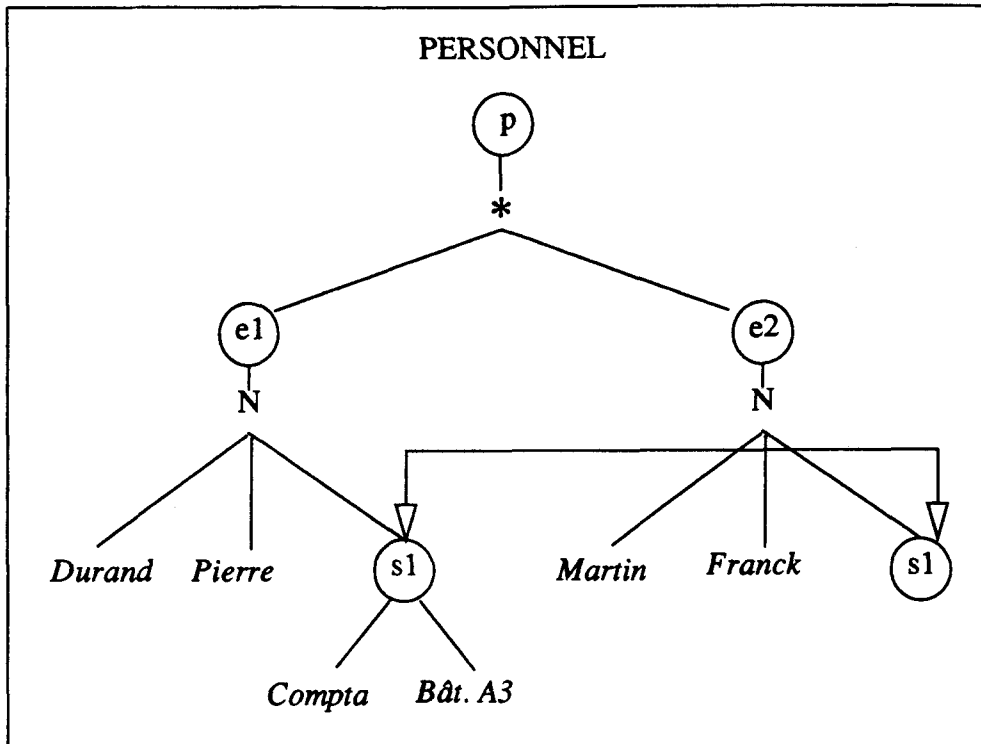 PERSONNEL
p
*
e1 e2
N N
Durand Pierre s1 Martin Franck s1
Compta Bât. A3